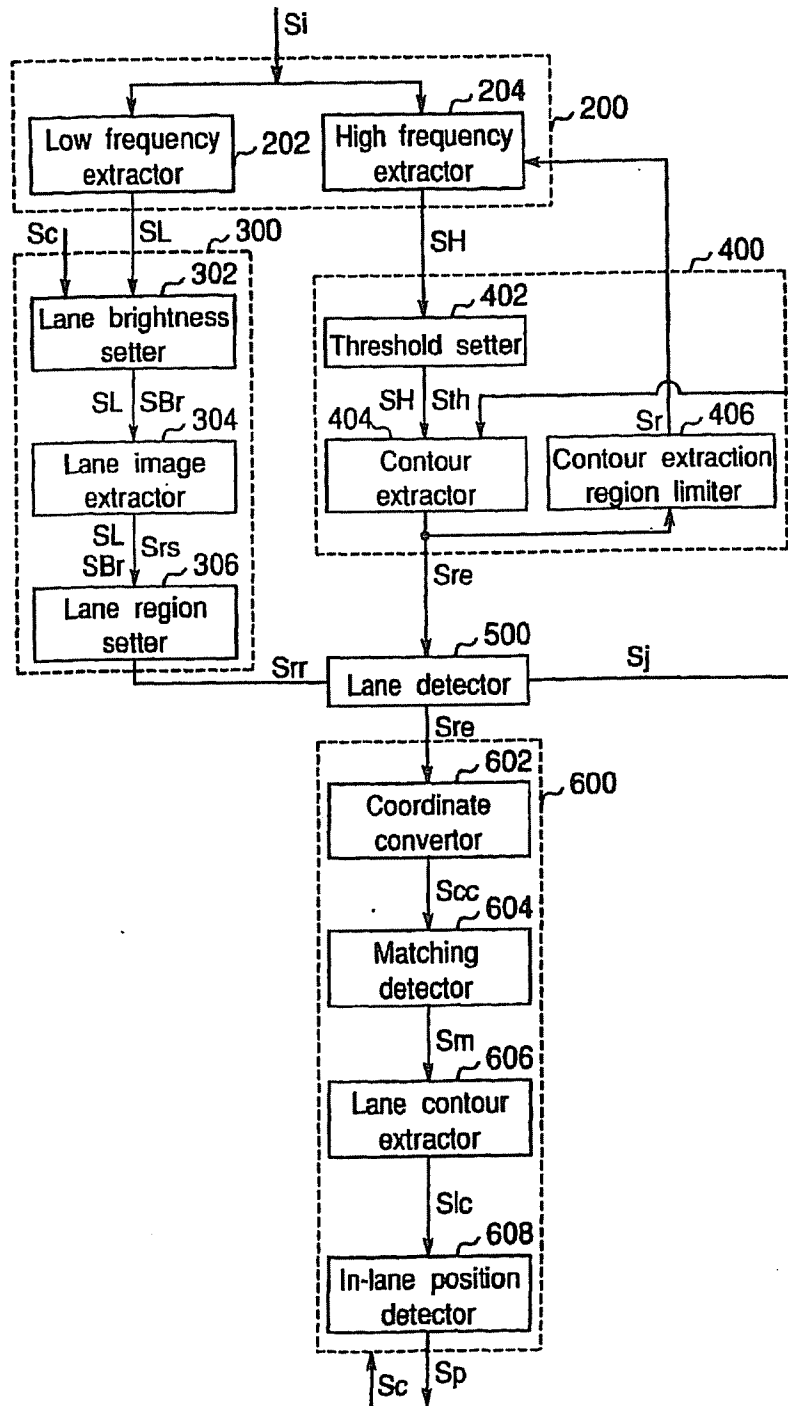 Si
204
200
Low frequency
extractor
202
High frequency
extractor
Sc
SL
300
SH
400
302
Lane brightness
setter
402
Threshold setter
SL SBr
304
SH Sth
404
Sr
406
Lane image
extractor
Contour
extractor
Contour extraction
region limiter
SL
SBr
Srs
306
Sre
Lane region
setter
500
Srr
Lane detector
Sj
Sre
602
600
Coordinate
convertor
Scc
604
Matching
detector
Sm
606
Lane contour
extractor
Slc
608
In-lane position
detector
Sc
Sp